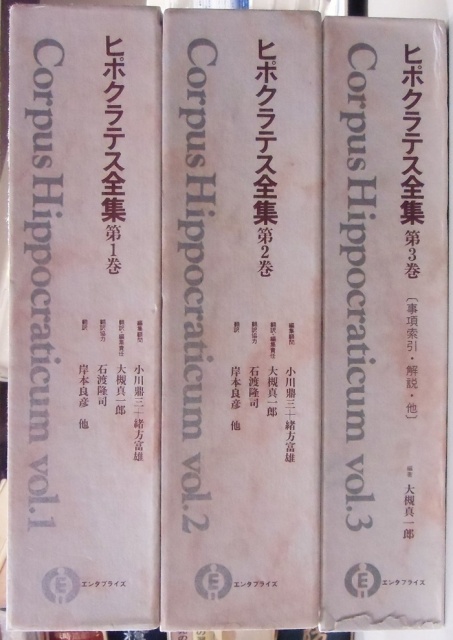 ヒポクラテス全集 第1巻
Corpus Hippocraticum vol.1
編集顧問 小川鼎三＋緒方富雄
翻訳・編集責任 大槻真一郎
翻訳協力 石渡隆司
翻訳 岸本良彦 他
エンタプライズ
ヒポクラテス全集 第2巻
Corpus Hippocraticum vol.2
編集顧問 小川鼎三＋緒方富雄
翻訳・編集責任 大槻真一郎
翻訳協力 石渡隆司
翻訳 岸本良彦 他
エンタプライズ
ヒポクラテス全集 第3巻
〔事項索引・解説・他〕
Corpus Hippocraticum vol.3
編集 大槻真一郎
エンタプライズ